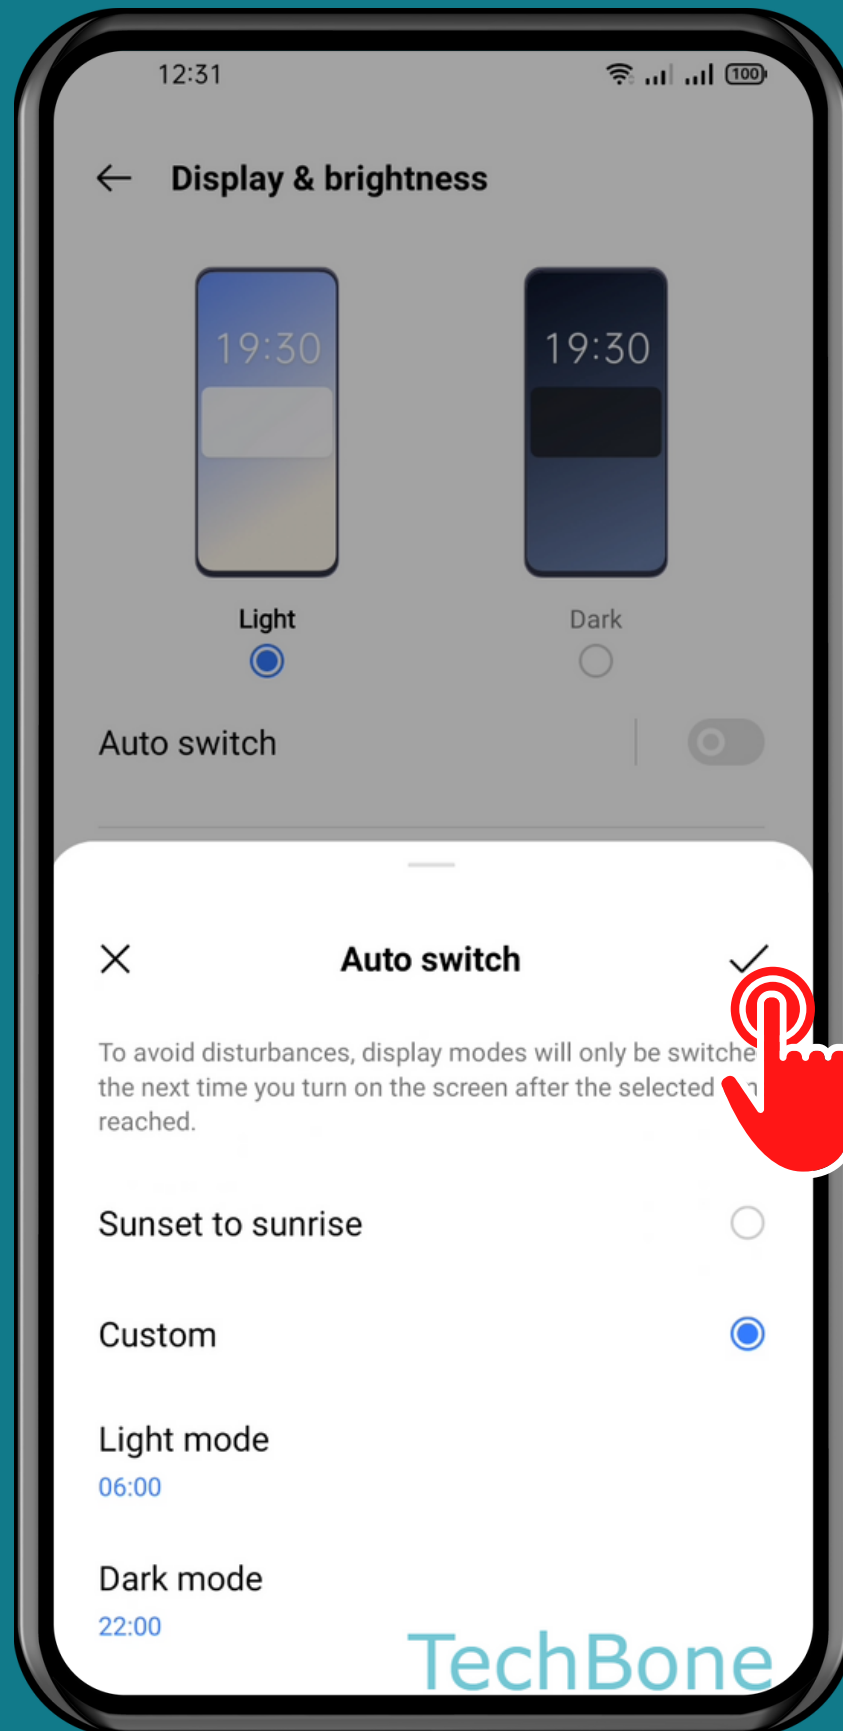 12:31
100
Display & brightness
19:30
19:30
Light
Dark
Auto switch
Auto switch
To avoid disturbances, display modes will only be switche
the next time you turn on the screen after the selected
reached.
Sunset to sunrise
Custom
Light mode
06:00
Dark mode
22:00
TechBone